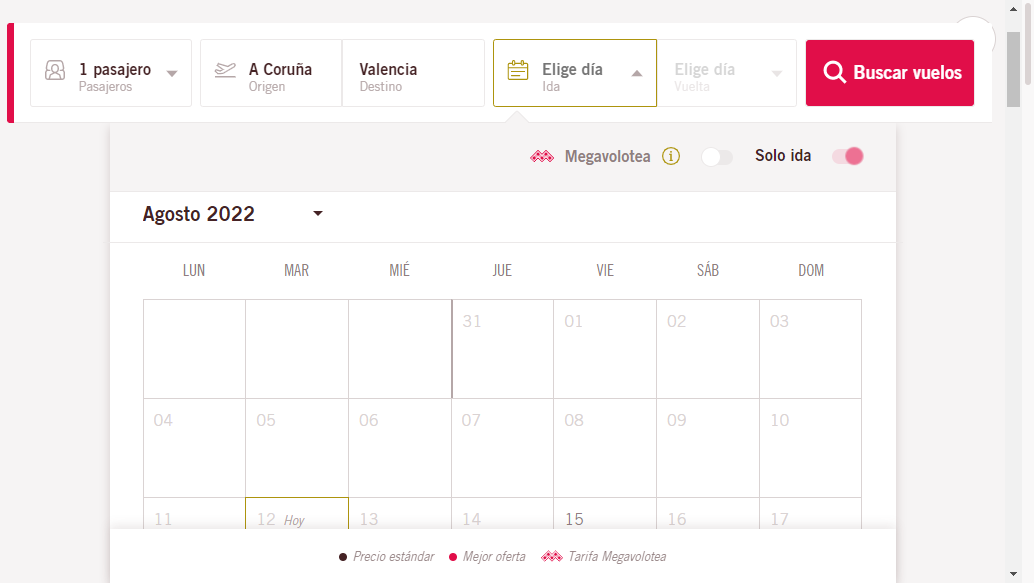 1 pasajero
Pasajeros
A Coruña
Origen
Valencia
Destino
Elige día
Ida
Elige día
Vuelta
Buscar vuelos
Megavolotea
i
Solo ida
Agosto 2022
LUN MAR MIÉ JUE VIE SÁB DOM
31 01 02 03
04 05 06 07 08 09 10
11 12 Hoy 13 14 15 16 17
Precio estándar Mejor oferta Tarifa Megavolotea